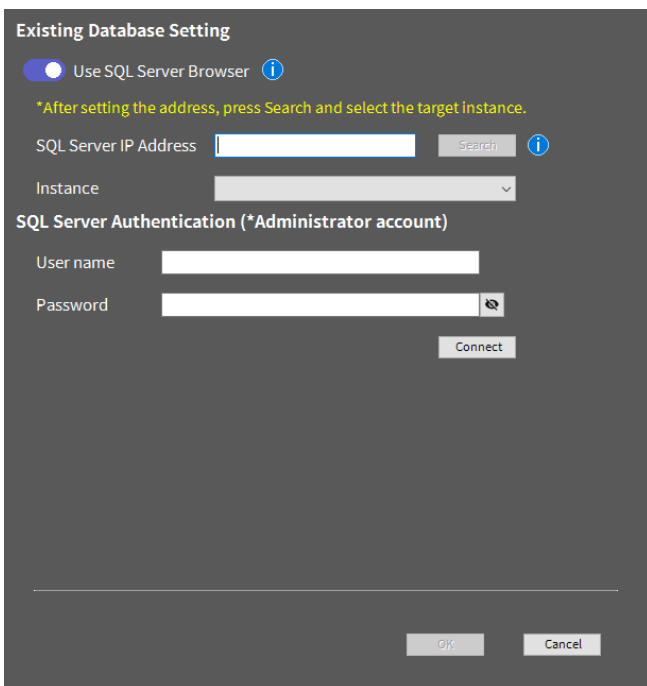 Existing Database Setting
Use SQL Server Browser i
*After setting the address, press Search and select the target instance.
SQL Server IP Address Search i
Instance
SQL Server Authentication (*Administrator account)
User name
Password
Connect
OK Cancel